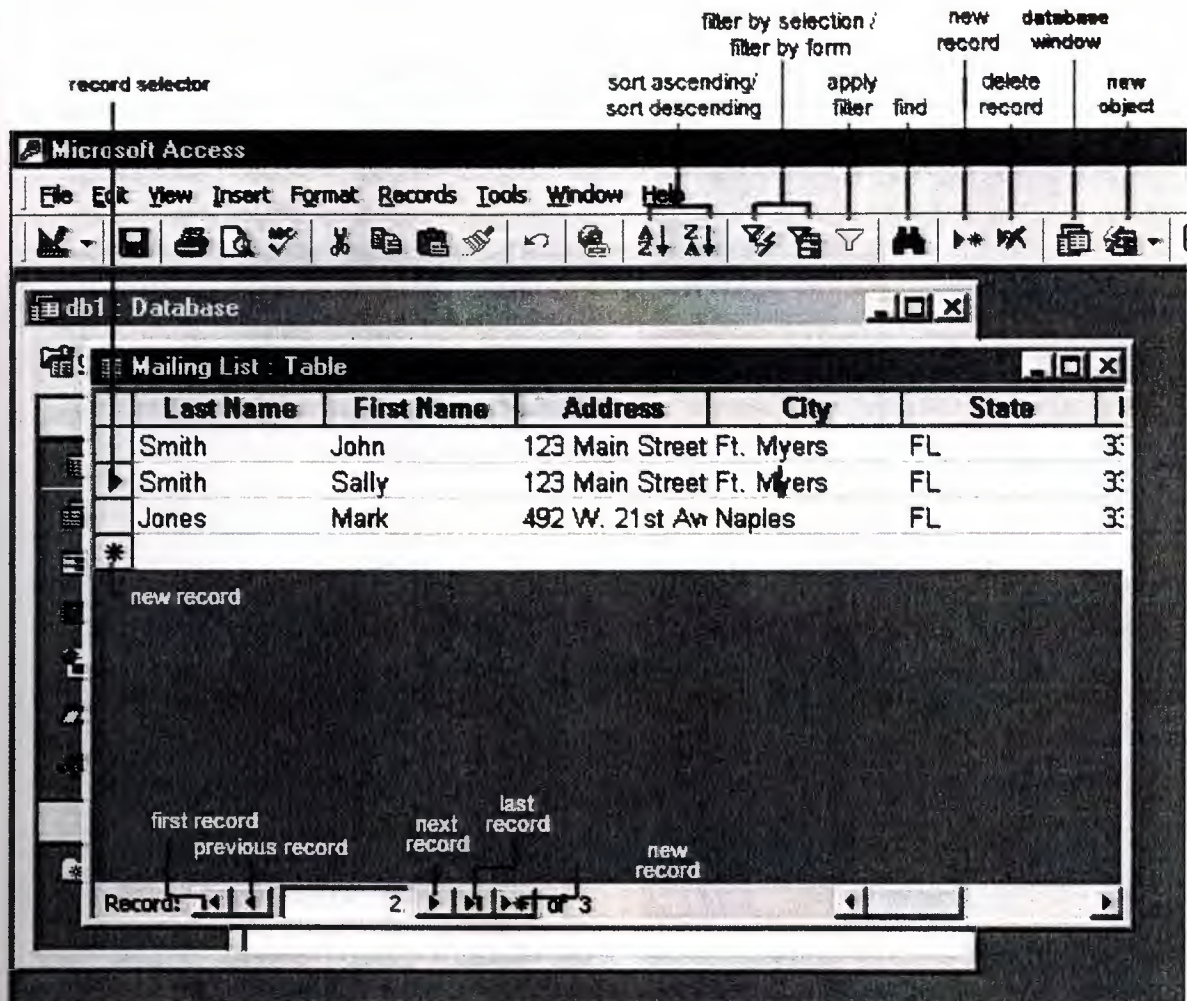 filter by selection /
filter by form
new
record
database
window
record selector
sort ascending/
sort descending
apply
filter
find
delete
record
new
object
Microsoft Access
File Edit View Insert Format Records Tools Window Help
db1 : Database
Mailing List : Table
Last Name First Name Address City State
Smith John 123 Main Street Ft. Myers FL 33
Smith Sally 123 Main Street Ft. Myers FL 33
Jones Mark 492 W. 21st Av Naples FL 33
new record
first record
previous record
next
record
last
record
new
record
Record: 2 of 3